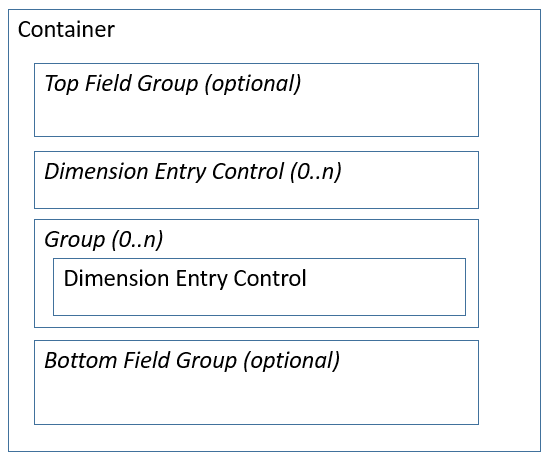 Container
Top Field Group (optional)
Dimension Entry Control (0..n)
Group (0..n)
Dimension Entry Control
Bottom Field Group (optional)